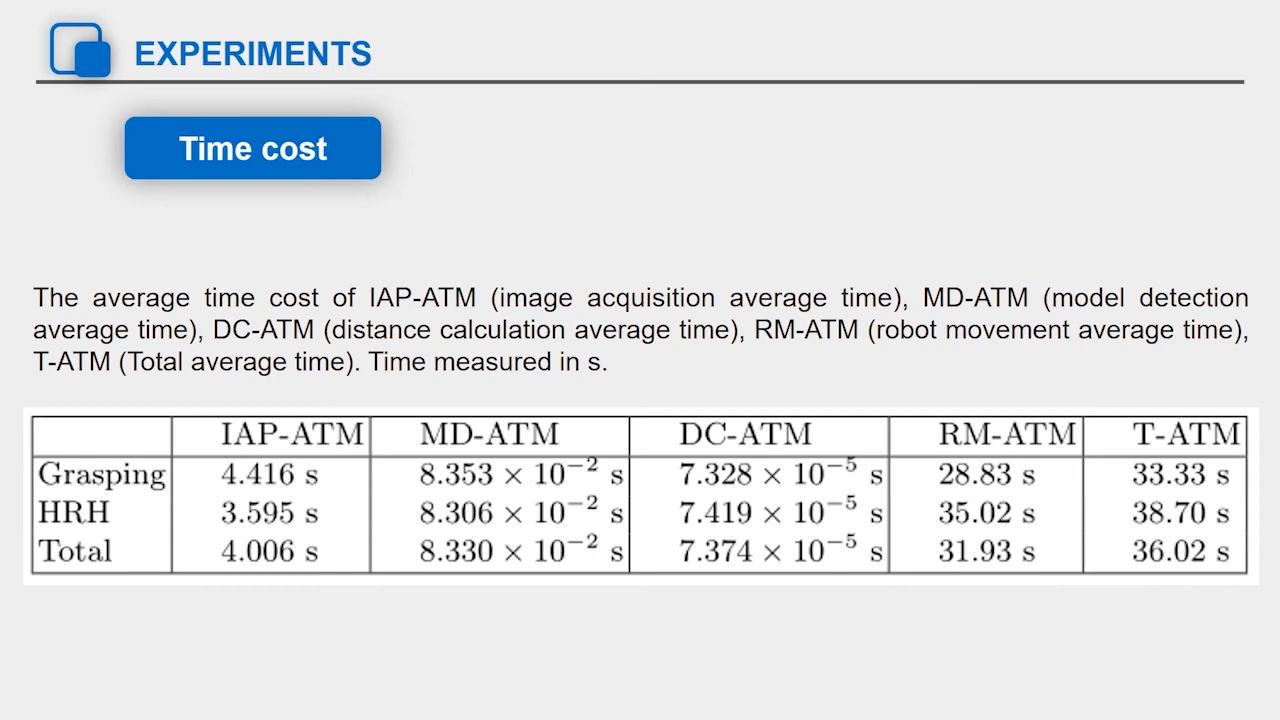 EXPERIMENTS
Time cost
The average time cost of IAP-ATM (image acquisition average time), MD-ATM (model detection
average time), DC-ATM (distance calculation average time), RM-ATM (robot movement average time),
T-ATM (Total average time). Time measured in s.
IAP-ATM MD-ATM DC-ATM RM-ATM T-ATM
Grasping 4.416 s 8.353 × 10⁻² s 7.328 × 10⁻⁵ s 28.83 s 33.33 s
HRH 3.595 s 8.306 × 10⁻² s 7.419 × 10⁻⁵ s 35.02 s 38.70 s
Total 4.006 s 8.330 × 10⁻² s 7.374 × 10⁻⁵ s 31.93 s 36.02 s